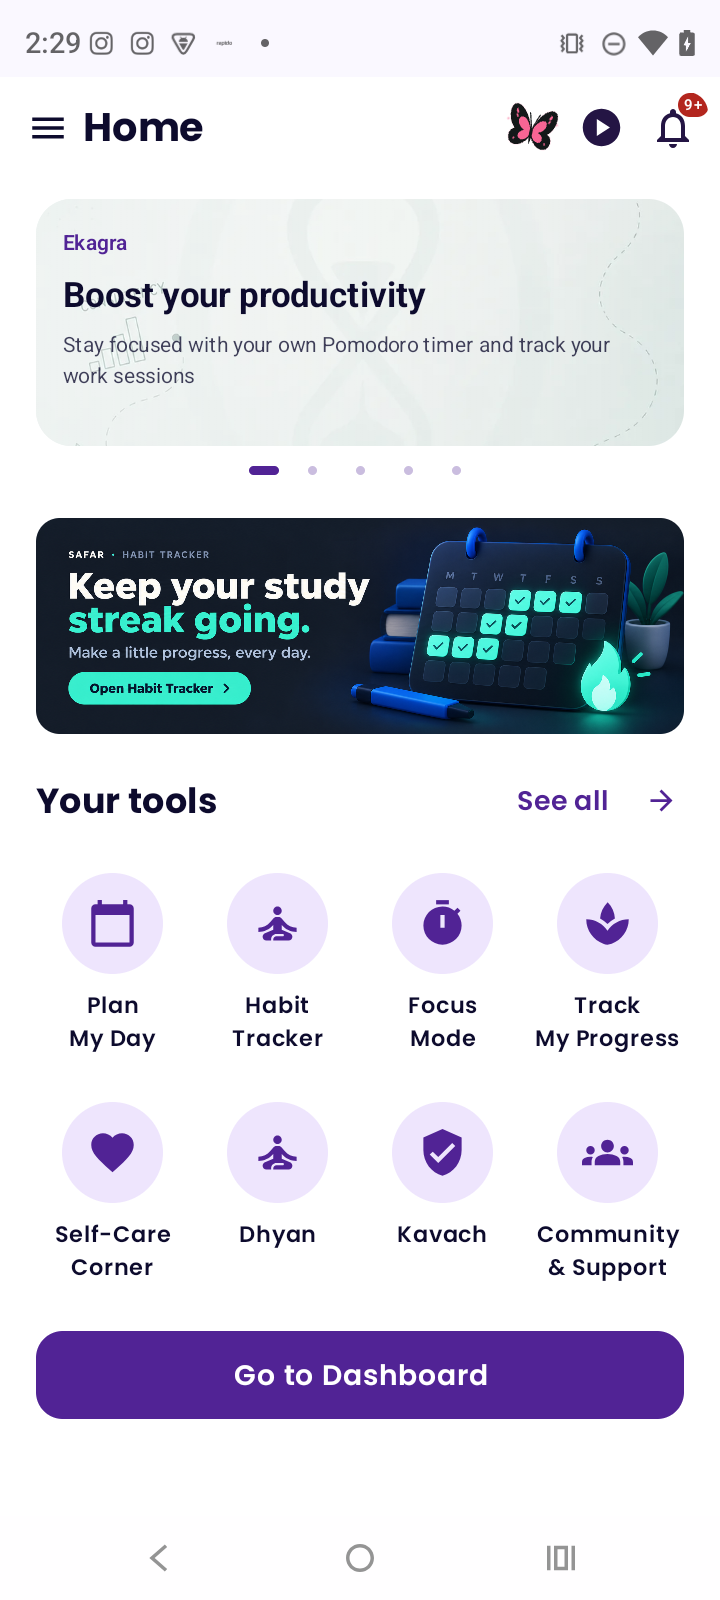 2:29
Home
9+
Ekagra
Boost your productivity
Stay focused with your own Pomodoro timer and track your
work sessions
SAFAR • HABIT TRACKER
Keep your study
streak going.
Make a little progress, every day.
Open Habit Tracker
M T W T F S S
Your tools
See all
Plan
My Day
Habit
Tracker
Focus
Mode
Track
My Progress
Self-Care
Corner
Dhyan
Kavach
Community
& Support
Go to Dashboard